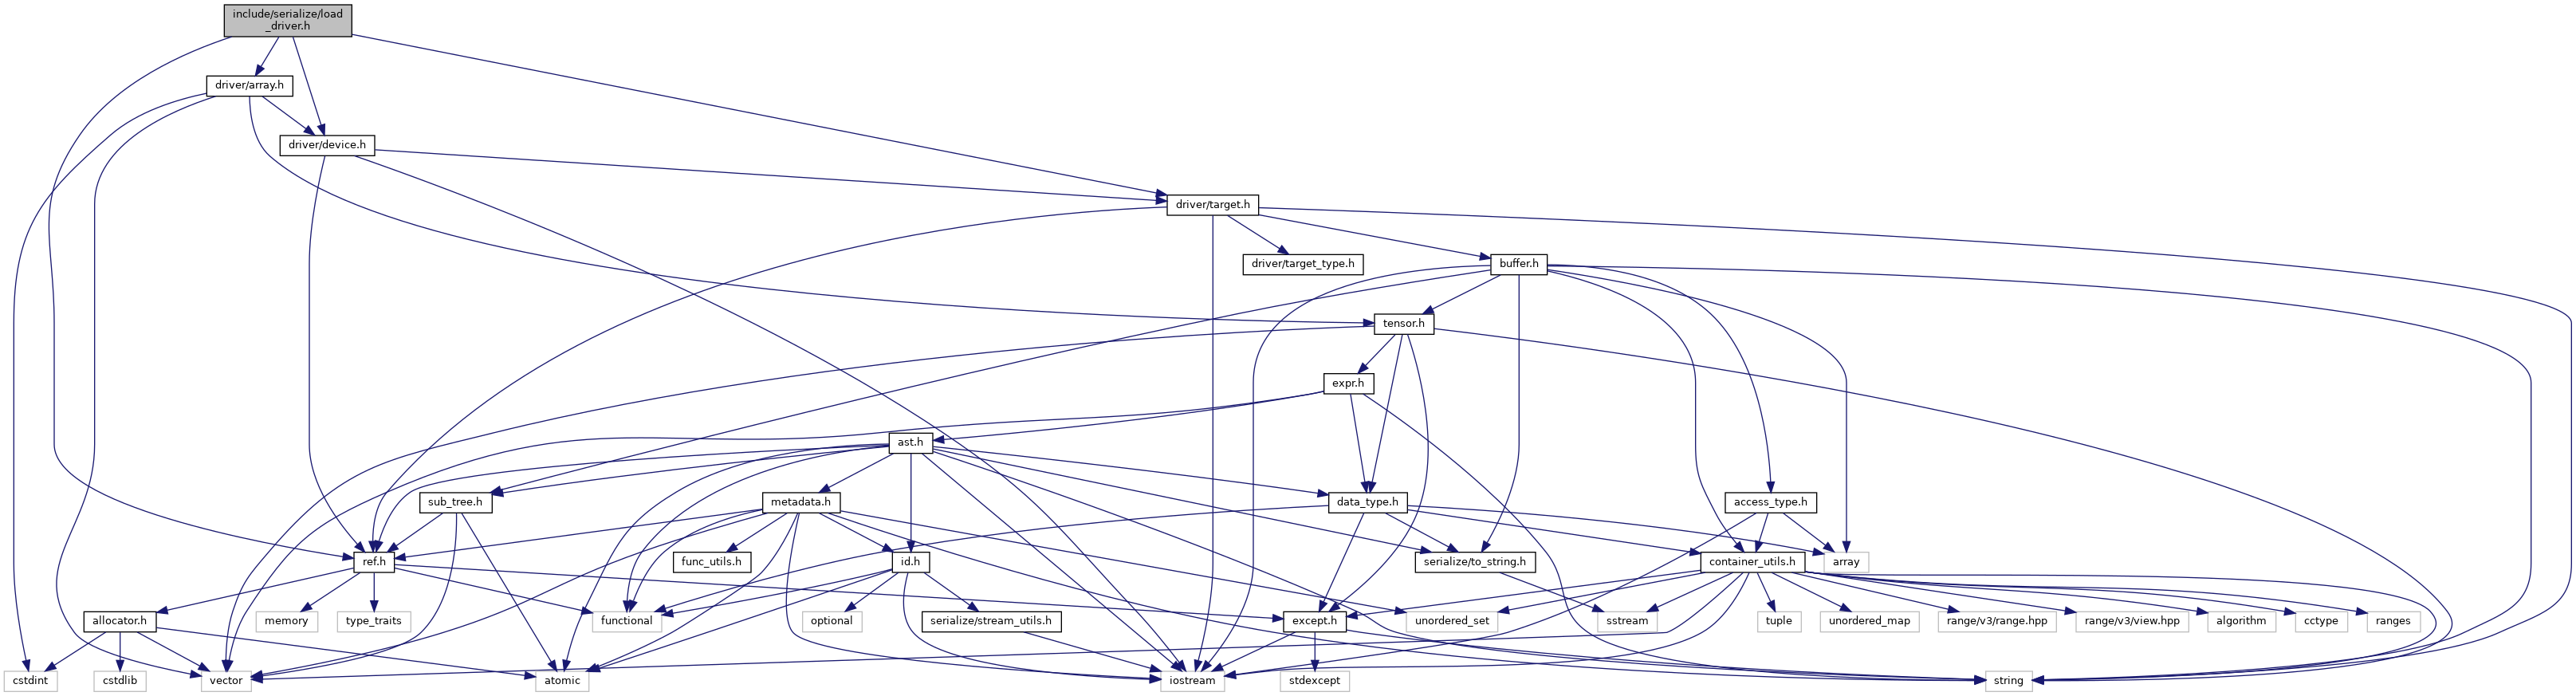 include/serialize/load
_driver.h
driver/array.h
driver/device.h
driver/target.h
driver/target_type.h
buffer.h
tensor.h
expr.h
ast.h
sub_tree.h
metadata.h
data_type.h
access_type.h
ref.h
func_utils.h
id.h
serialize/to_string.h
container_utils.h
array
allocator.h
memory
type_traits
functional
optional
serialize/stream_utils.h
except.h
unordered_set
sstream
tuple
unordered_map
range/v3/range.hpp
range/v3/view.hpp
algorithm
cctype
ranges
cstdint
cstdlib
vector
atomic
iostream
stdexcept
string